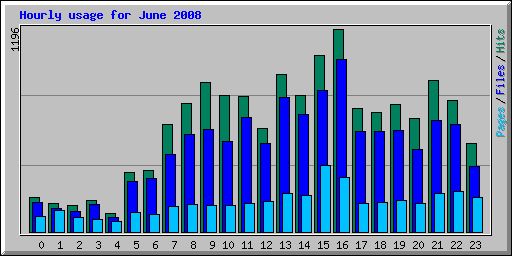 Hourly usage for June 2008
1196
Pages/Files/Hits
0 1 2 3 4 5 6 7 8 9 10 11 12 13 14 15 16 17 18 19 20 21 22 23